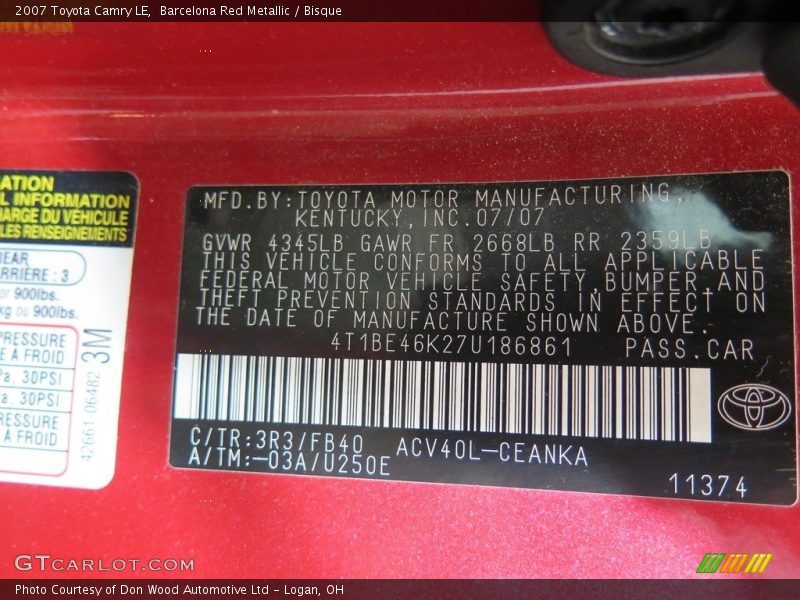 2007 Toyota Camry LE, Barcelona Red Metallic / Bisque
MFD.BY:TOYOTA MOTOR MANUFACTURING,
KENTUCKY,INC.07/07
GVWR 4345LB GAWR FR 2668LB RR 2359LB
THIS VEHICLE CONFORMS TO ALL APPLICABLE
FEDERAL MOTOR VEHICLE SAFETY,BUMPER,AND
THEFT PREVENTION STANDARDS IN EFFECT ON
THE DATE OF MANUFACTURE SHOWN ABOVE.
4T1BE46K27U186861 PASS.CAR
C/TR:3R3/FB40 ACV40L-CEANKA
A/TM:-03A/U250E
11374
ATION
L INFORMATION
HARGE DU VÉHICULE
LES RENSEIGNEMENTS
REAR
ARRIÈRE : 3
or 900lbs.
kg ou 900lbs.
PRESSURE
E A FROID
Pa, 30PSI
a, 30PSI
RESSURE
A FROID
42661-06482 3M
GTCARLOT.COM
Photo Courtesy of Don Wood Automotive Ltd - Logan, OH